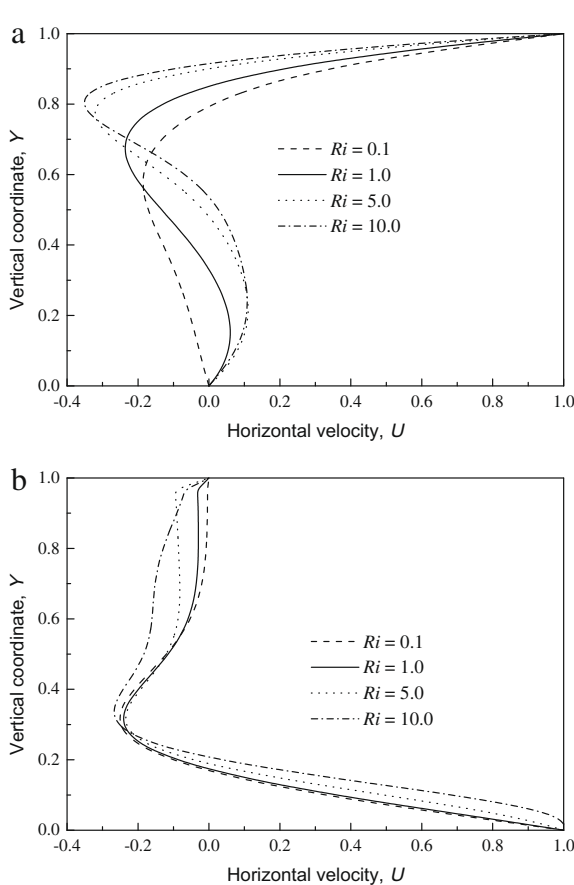 a
1.0
0.8
0.6
0.4
0.2
0.0
Vertical coordinate, Y
Ri = 0.1
Ri = 1.0
Ri = 5.0
Ri = 10.0
-0.4 -0.2 0.0 0.2 0.4 0.6 0.8 1.0
Horizontal velocity, U
b
1.0
0.8
0.6
0.4
0.2
0.0
Vertical coordinate, Y
Ri = 0.1
Ri = 1.0
Ri = 5.0
Ri = 10.0
-0.4 -0.2 0.0 0.2 0.4 0.6 0.8 1.0
Horizontal velocity, U